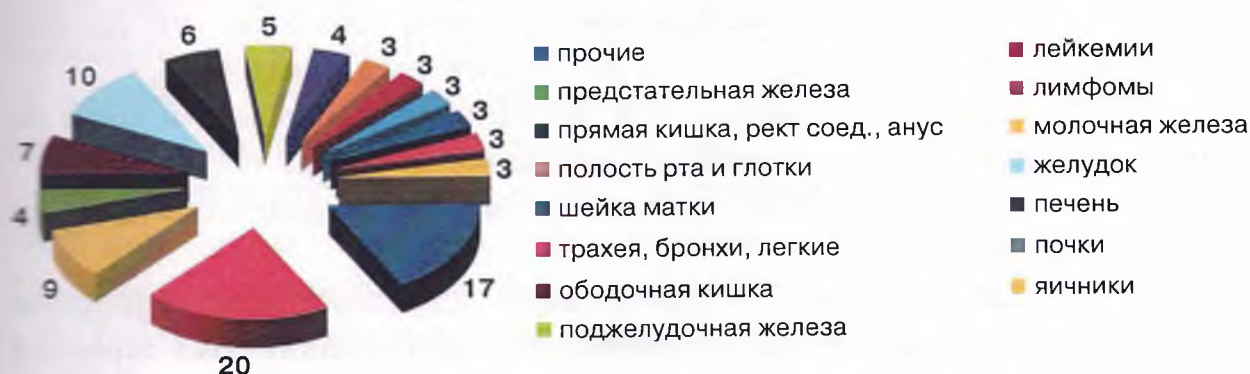 5
6
4
3
10
3
3
3
3
3
7
4
9
17
20
прочие
предстательная железа
прямая кишка, рект соед., анус
полость рта и глотки
шейка матки
трахея, бронхи, легкие
ободочная кишка
поджелудочная железа
лейкемии
лимфомы
молочная железа
желудок
печень
почки
яичники